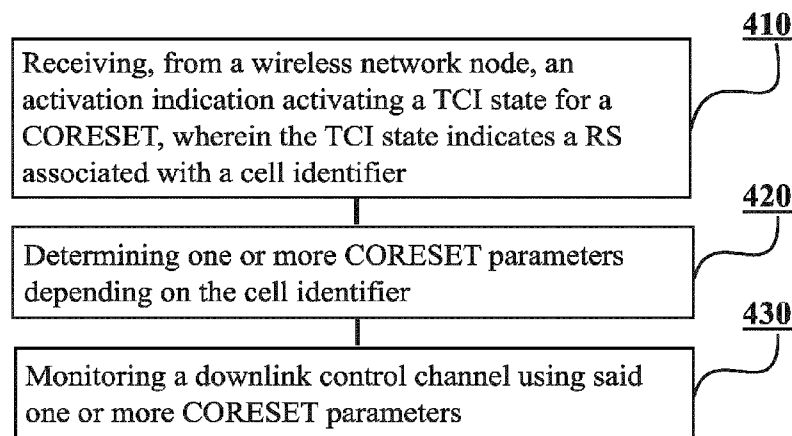 410
Receiving, from a wireless network node, an
activation indication activating a TCI state for a
CORESET, wherein the TCI state indicates a RS
associated with a cell identifier
420
Determining one or more CORESET parameters
depending on the cell identifier
430
Monitoring a downlink control channel using said
one or more CORESET parameters